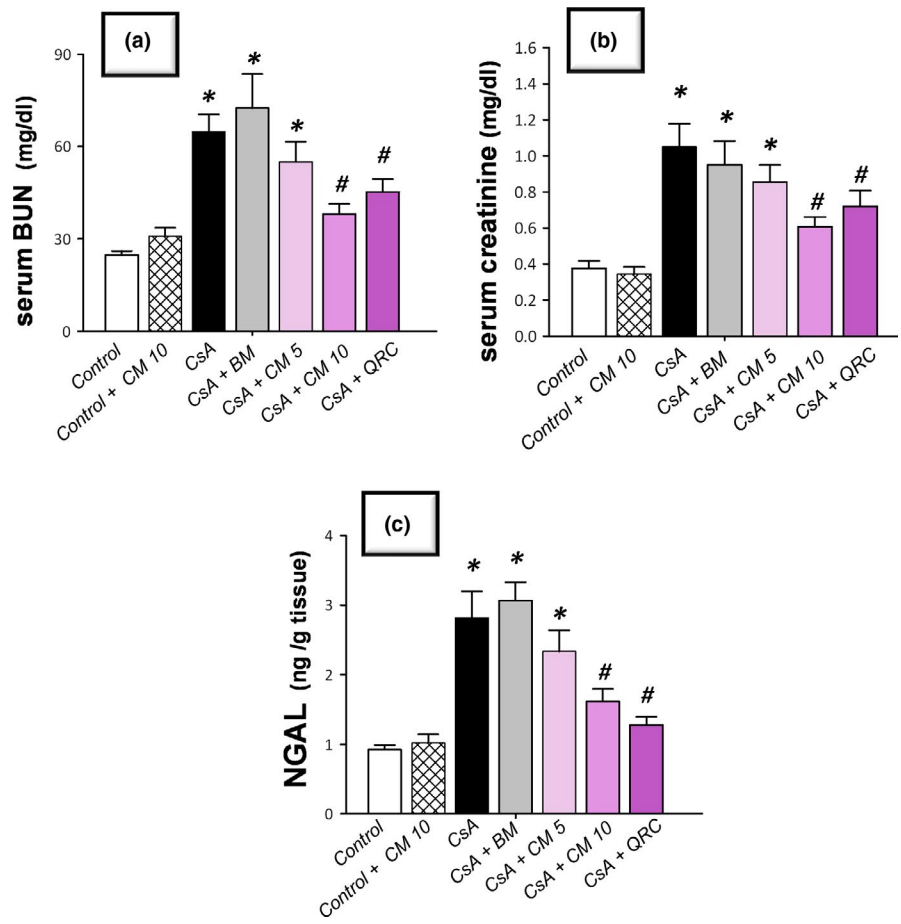 (a)
serum BUN (mg/dl)
90
60
30
0
* * * # #
Control
Control + CM 10
CsA
CsA + BM
CsA + CM 5
CsA + CM 10
CsA + QRC
(b)
serum creatinine (mg/dl)
1.6
1.4
1.2
1.0
0.8
0.6
0.4
0.2
0.0
* * * # #
Control
Control + CM 10
CsA
CsA + BM
CsA + CM 5
CsA + CM 10
CsA + QRC
(c)
NGAL (ng /g tissue)
4
3
2
1
0
* * * # #
Control
Control + CM 10
CsA
CsA + BM
CsA + CM 5
CsA + CM 10
CsA + QRC